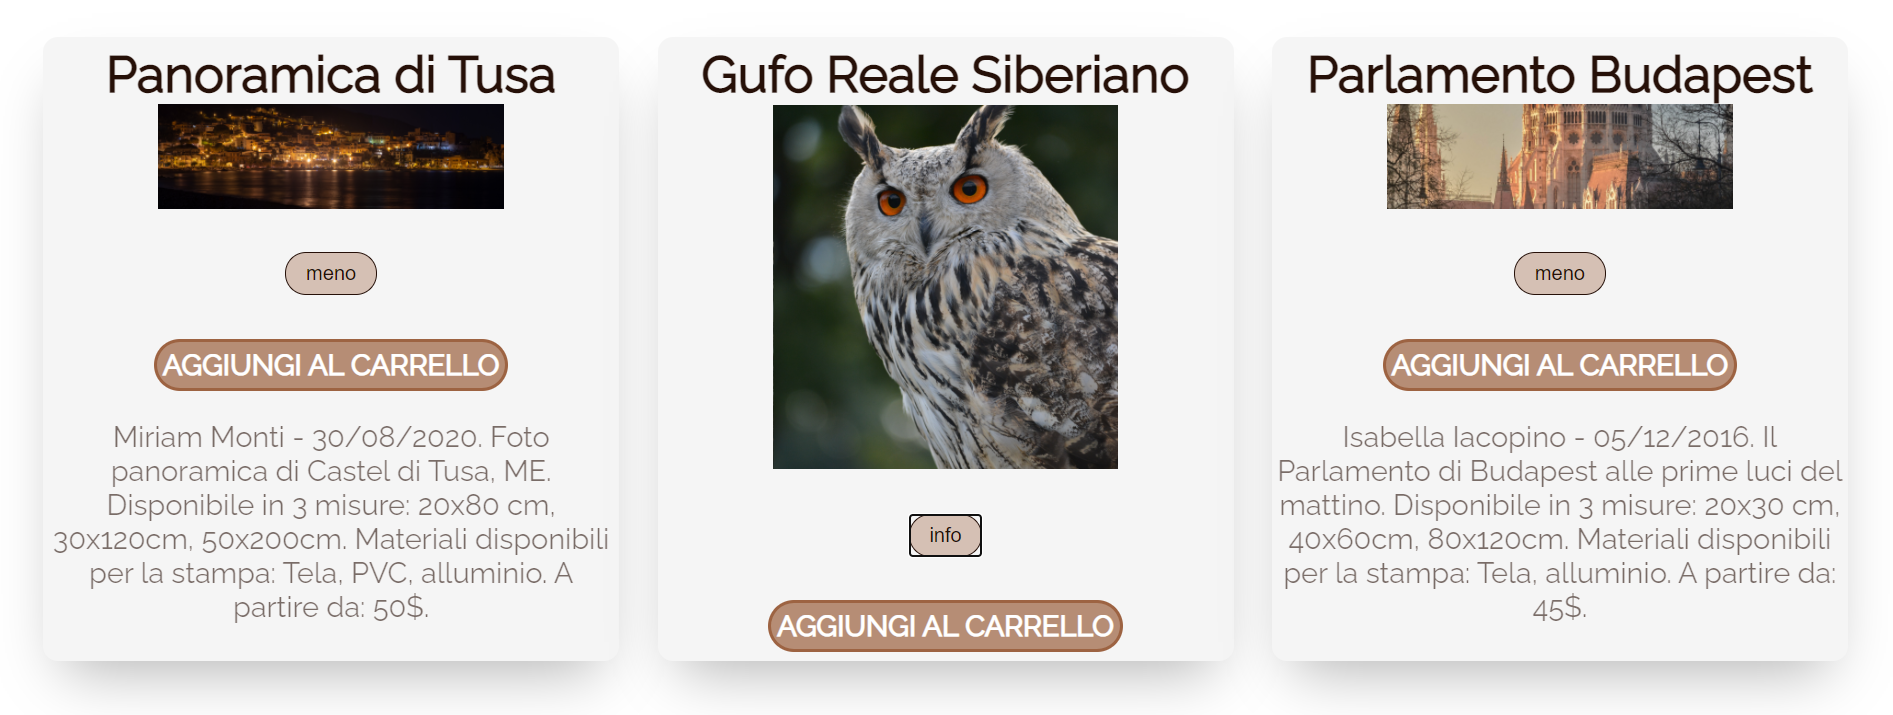 Panoramica di Tusa
meno
AGGIUNGI AL CARRELLO
Miriam Monti - 30/08/2020. Foto
panoramica di Castel di Tusa, ME.
Disponibile in 3 misure: 20x80 cm,
30x120cm, 50x200cm. Materiali disponibili
per la stampa: Tela, PVC, alluminio. A
partire da: 50$.
Gufo Reale Siberiano
info
AGGIUNGI AL CARRELLO
Parlamento Budapest
meno
AGGIUNGI AL CARRELLO
Isabella Iacopino - 05/12/2016. Il
Parlamento di Budapest alle prime luci del
mattino. Disponibile in 3 misure: 20x30 cm,
40x60cm, 80x120cm. Materiali disponibili
per la stampa: Tela, alluminio. A partire da:
45$.